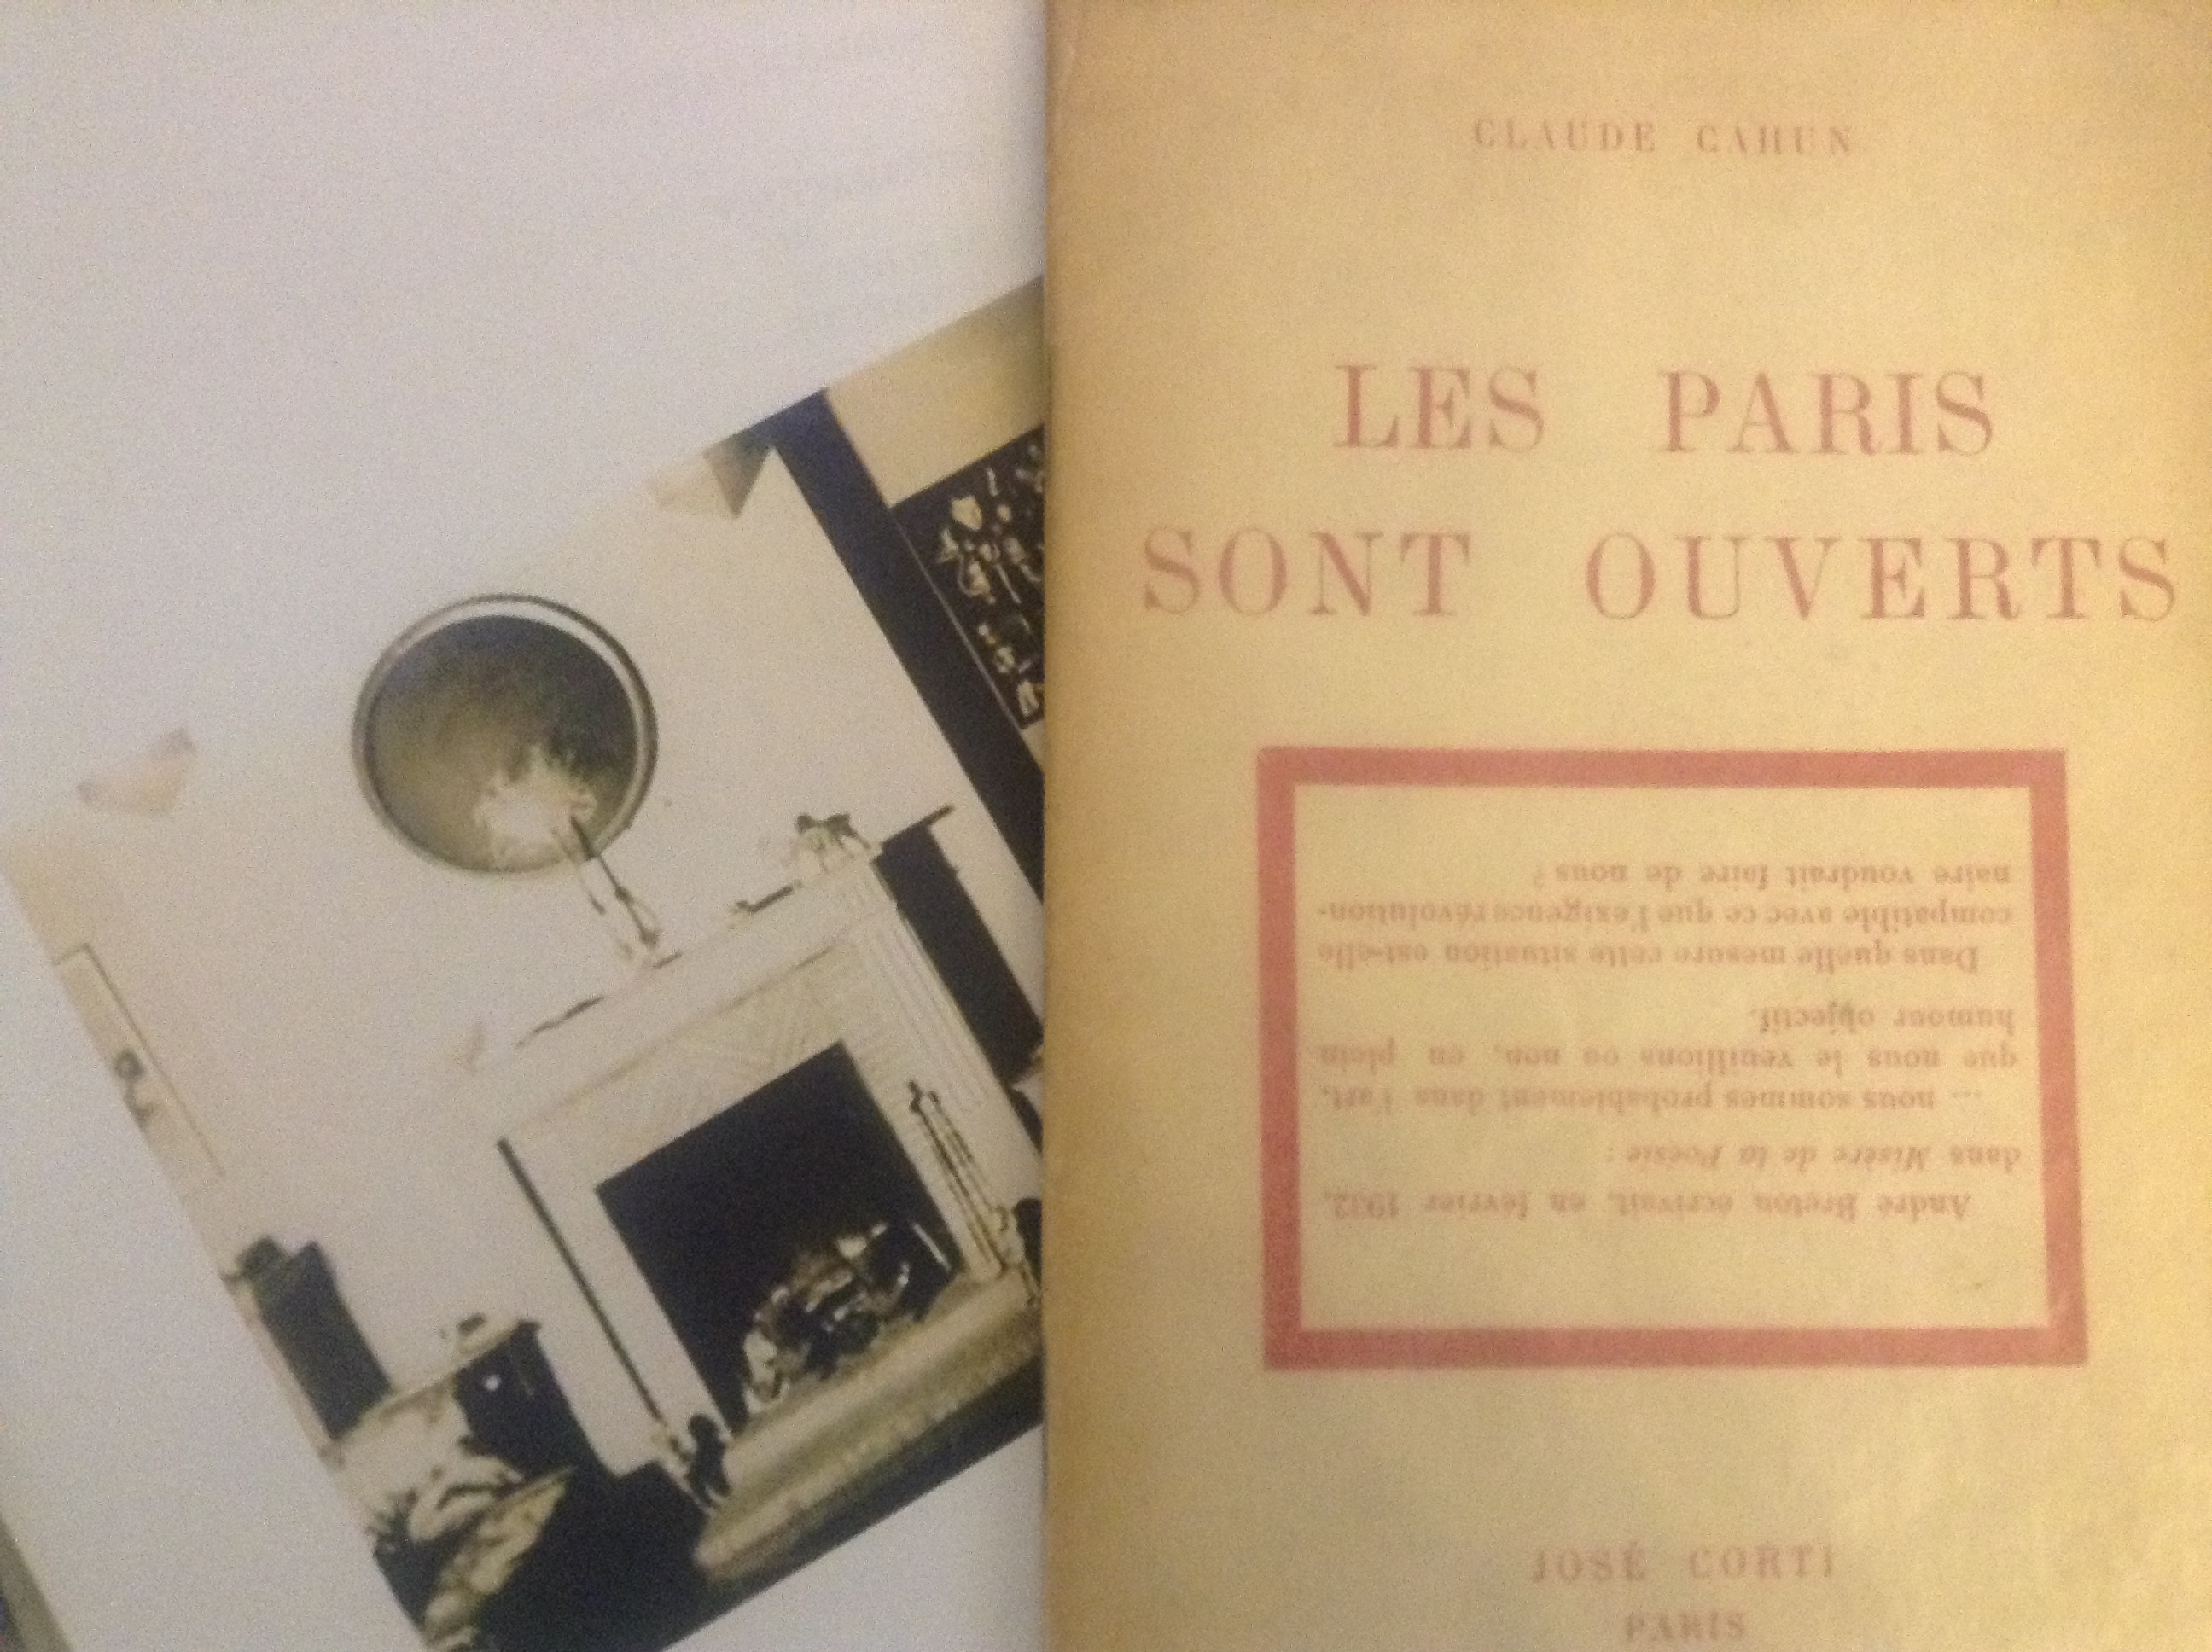 CLAUDE CAHUN
LES PARIS
SONT OUVERTS
André Breton écrivait, en février 1932,
dans Misère de la Poésie :
... nous sommes probablement dans l'art,
que nous le veuillions ou non, en plein
humour objectif.
Dans quelle mesure cette situation est-elle
compatible avec ce que l'exigence révolution-
naire voudrait faire de nous ?
JOSÉ CORTI
PARIS